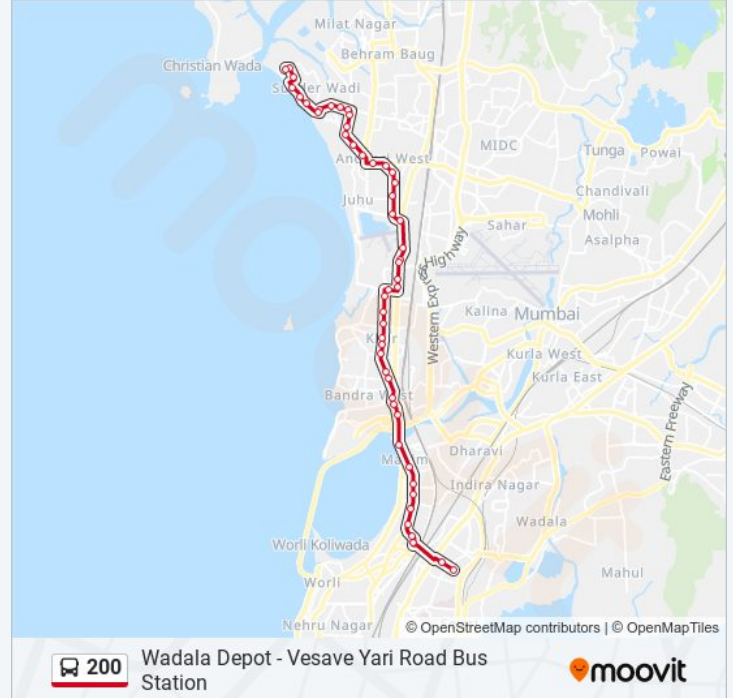 Milat Nagar
Behram Baug
Christian Wada
MIDC
Tunga
Powai
West
Chandivali
Juhu
Mohli
Sahar
Asalpha
Western Express Highway
Kalina
Mumbai
Kurla West
Kurla East
Bandra West
Eastern Freeway
Dharavi
Indira Nagar
Wadala
Worli Koliwada
Worli
Mahul
Nehru Nagar
© OpenStreetMap contributors | © OpenMapTiles
200
Wadala Depot - Vesave Yari Road Bus
Station
moovit